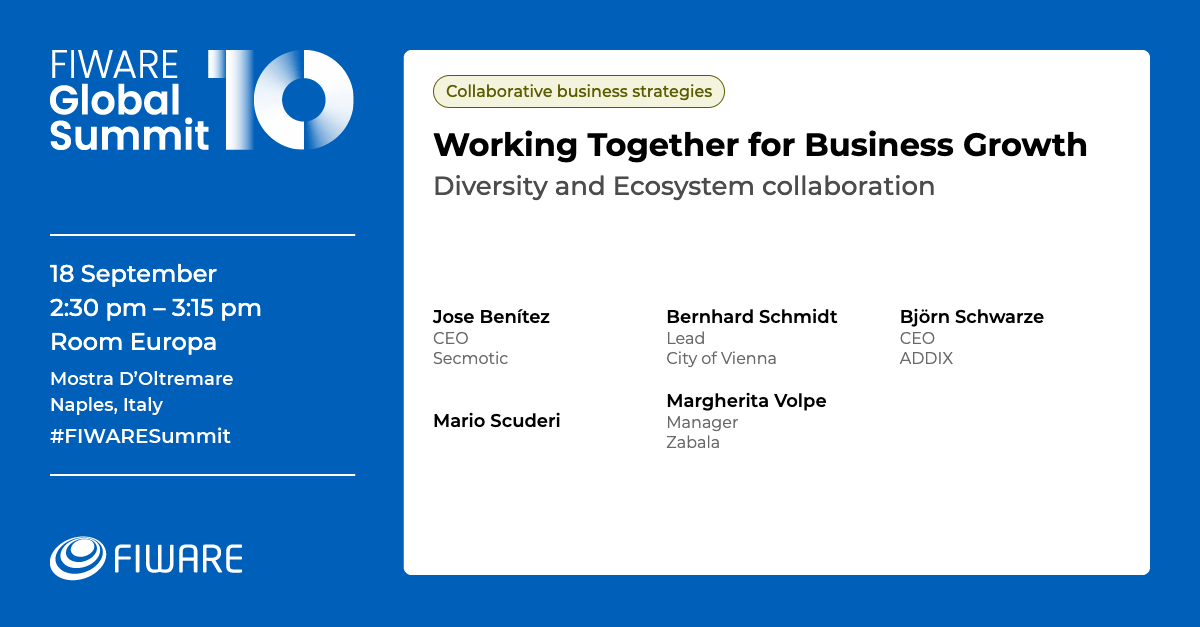 FIWARE
Global
Summit
10
18 September
2:30 pm – 3:15 pm
Room Europa
Mostra D’Oltremare
Naples, Italy
#FIWARESummit
FIWARE
Collaborative business strategies
Working Together for Business Growth
Diversity and Ecosystem collaboration
Jose Benítez
CEO
Secmotic
Bernhard Schmidt
Lead
City of Vienna
Björn Schwarze
CEO
ADDIX
Mario Scuderi
Margherita Volpe
Manager
Zabala